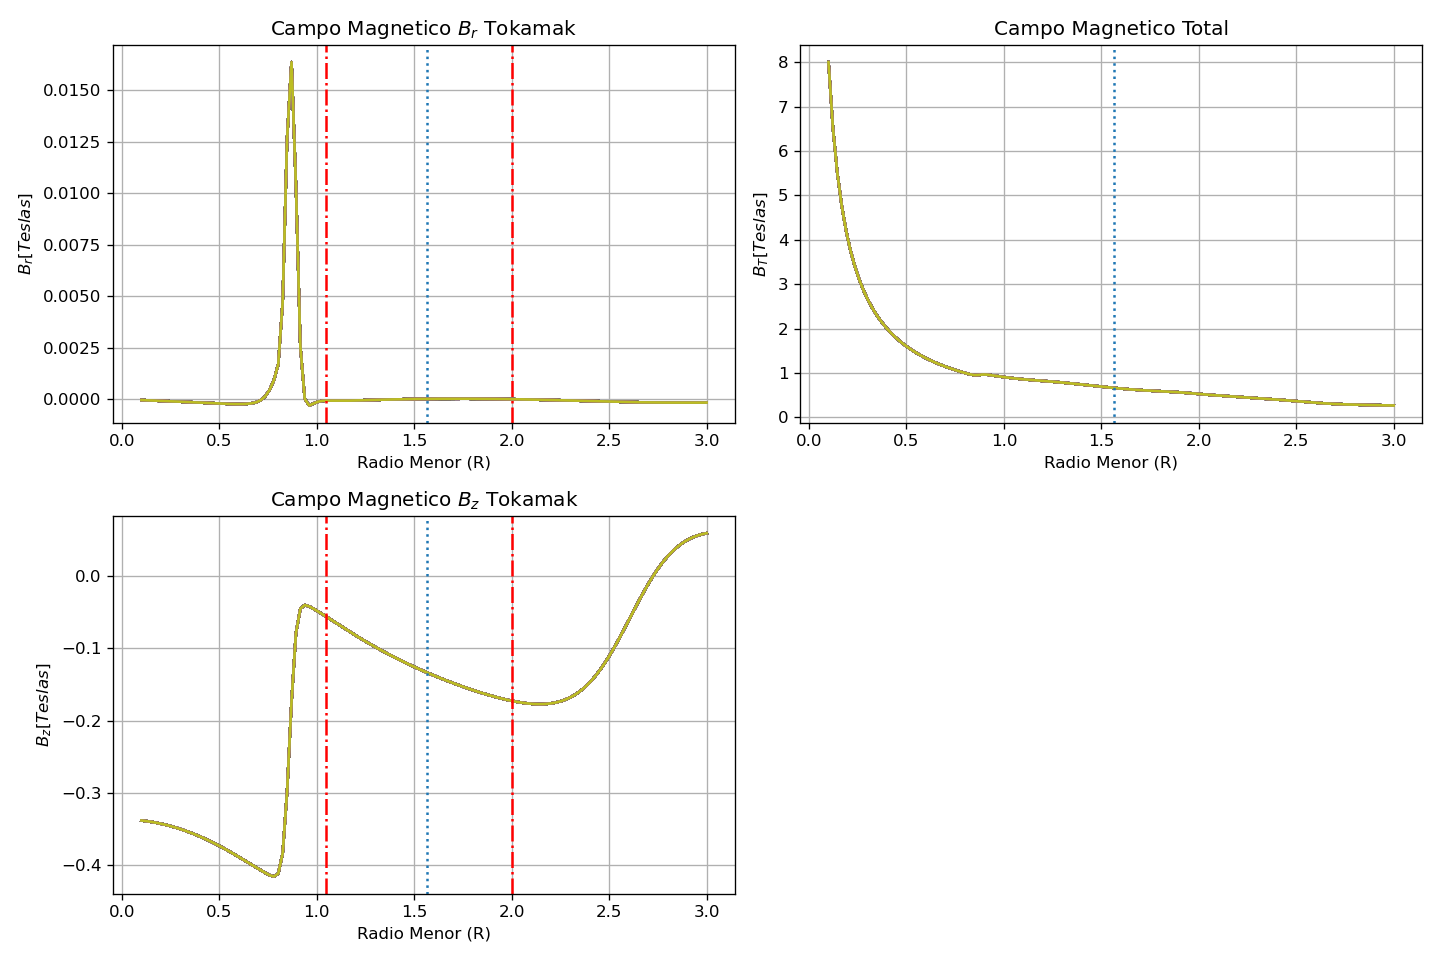 Campo Magnetico $B_r$ Tokamak
0.0150
0.0125
0.0100
0.0075
0.0050
0.0025
0.0000
$B_r[Teslas]$
0.0 0.5 1.0 1.5 2.0 2.5 3.0
Radio Menor (R)
Campo Magnetico Total
8
7
6
5
4
3
2
1
0
$B_T[Teslas]$
0.0 0.5 1.0 1.5 2.0 2.5 3.0
Radio Menor (R)
Campo Magnetico $B_z$ Tokamak
0.0
−0.1
−0.2
−0.3
−0.4
$B_z[Teslas]$
0.0 0.5 1.0 1.5 2.0 2.5 3.0
Radio Menor (R)